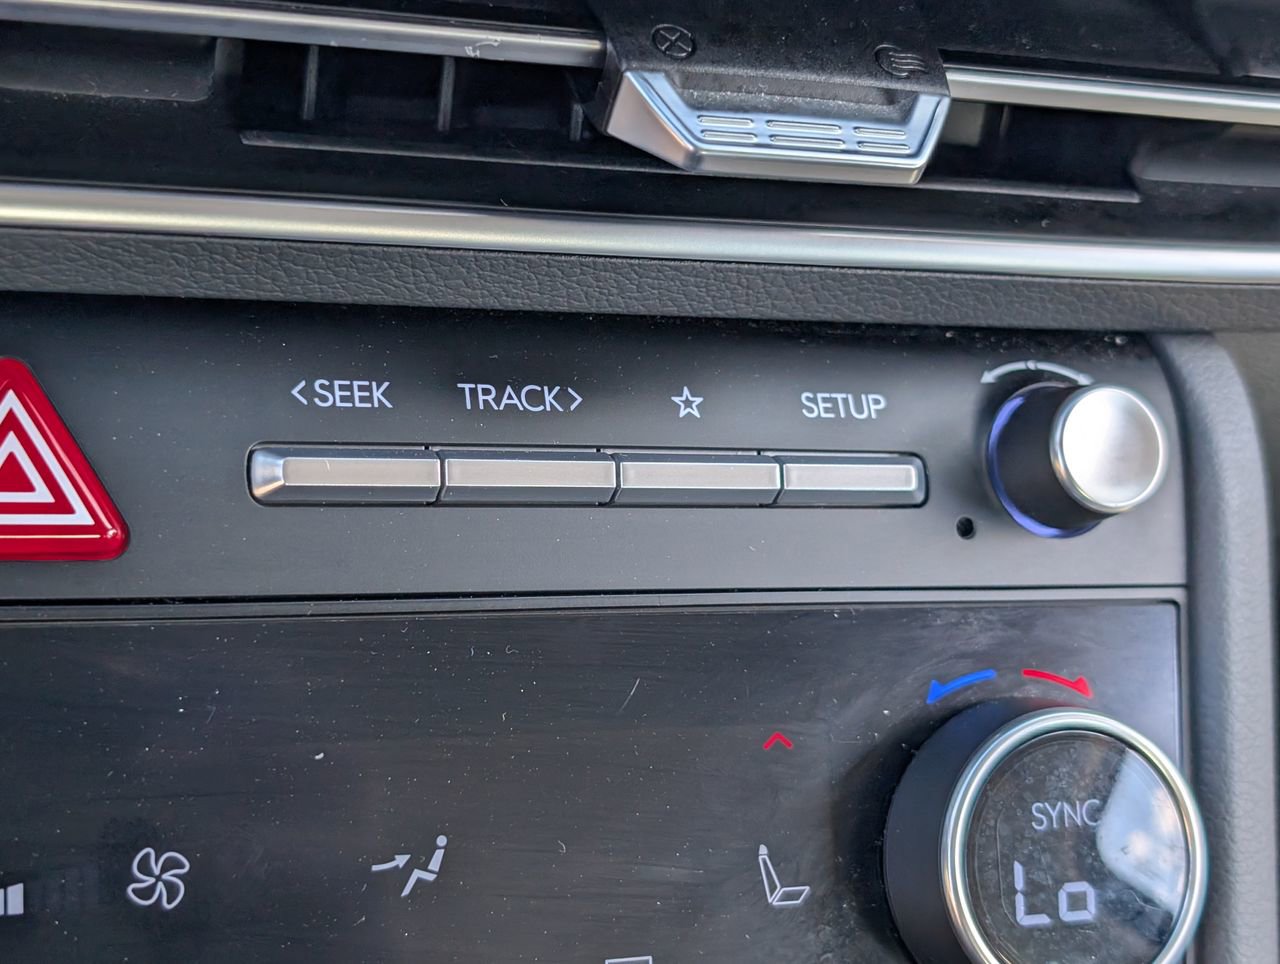 <SEEK TRACK> ☆ SETUP
SYNC
Lo